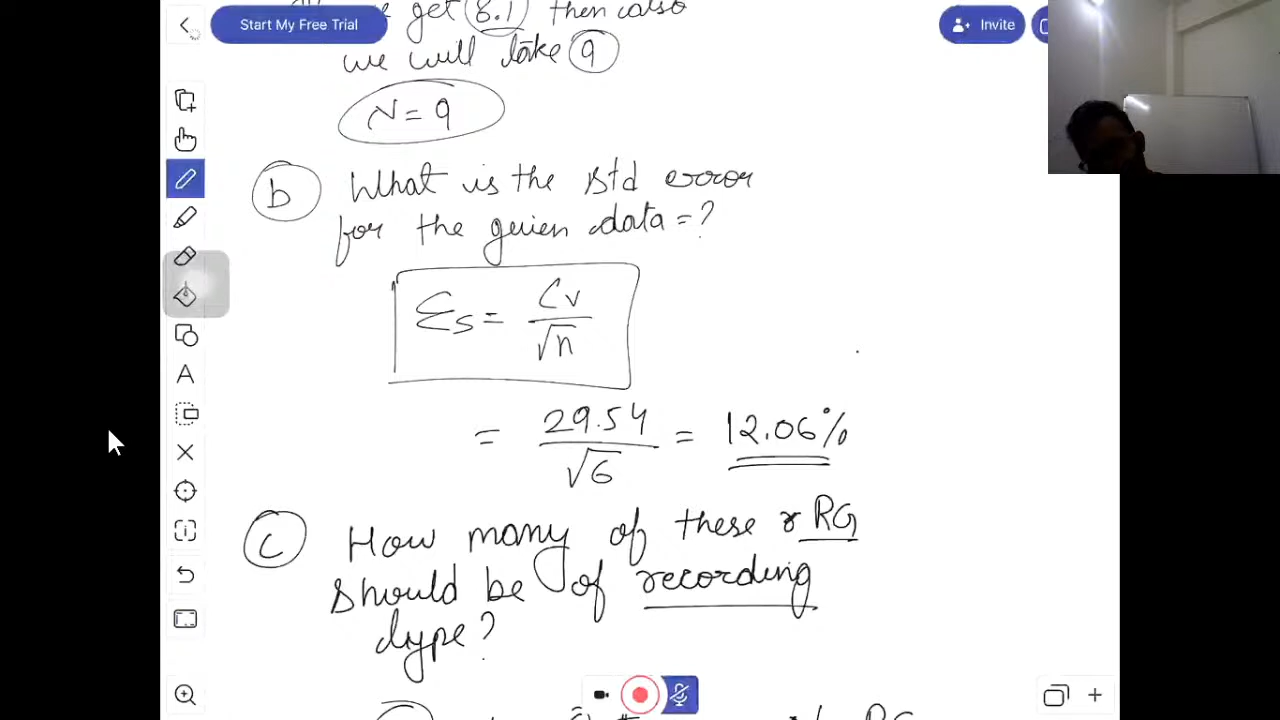 get 8.1 then also
Start My Free Trial
Invite
we will take 9
N = 9
b What is the std error
for the given data = ?
Es = Cv / √n
= 29.54 / √6 = 12.06%
c How many of these r RG
should be of recording
type?
A
RG